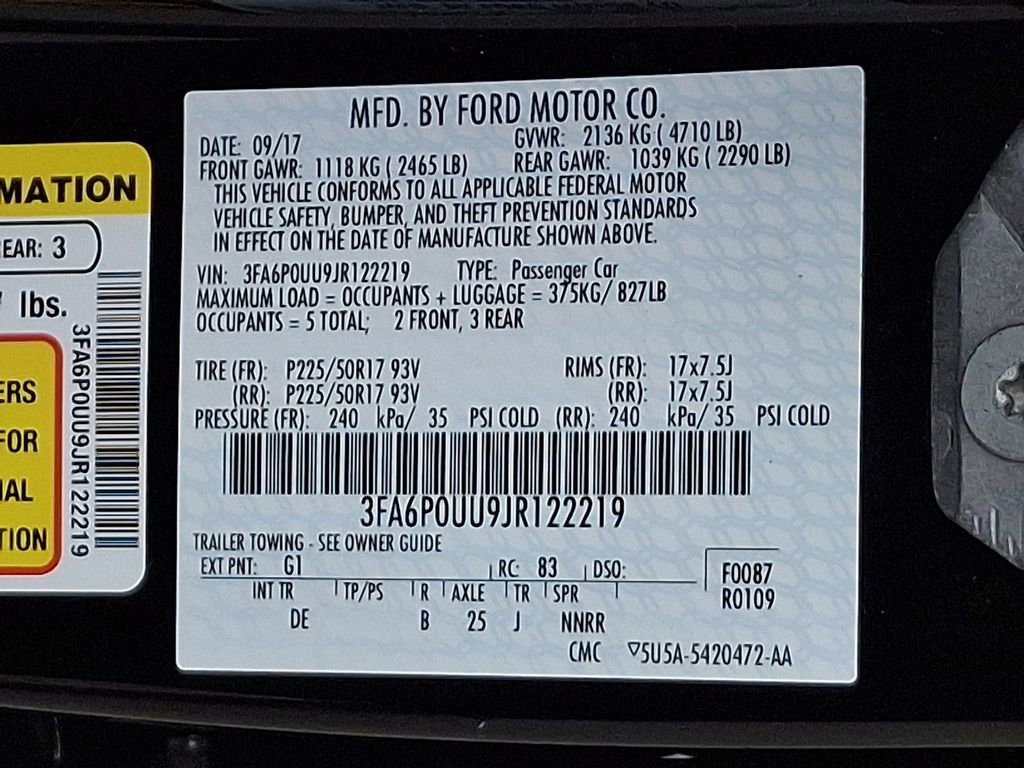 MFD. BY FORD MOTOR CO.
DATE: 09/17 GVWR: 2136 KG ( 4710 LB)
FRONT GAWR: 1118 KG ( 2465 LB) REAR GAWR: 1039 KG ( 2290 LB)
THIS VEHICLE CONFORMS TO ALL APPLICABLE FEDERAL MOTOR
VEHICLE SAFETY, BUMPER, AND THEFT PREVENTION STANDARDS
IN EFFECT ON THE DATE OF MANUFACTURE SHOWN ABOVE.
VIN: 3FA6P0UU9JR122219 TYPE: Passenger Car
MAXIMUM LOAD = OCCUPANTS + LUGGAGE = 375KG/ 827LB
OCCUPANTS = 5 TOTAL; 2 FRONT, 3 REAR
TIRE (FR): P225/50R17 93V RIMS (FR): 17x7.5J
(RR): P225/50R17 93V (RR): 17x7.5J
PRESSURE (FR): 240 kPa/ 35 PSI COLD (RR): 240 kPa/ 35 PSI COLD
3FA6P0UU9JR122219
TRAILER TOWING - SEE OWNER GUIDE
EXT PNT: G1 RC: 83 DSO:
INT TR TP/PS R AXLE TR SPR
DE B 25 J NNRR
F0087
R0109
CMC ▽5U5A-5420472-AA
MATION
EAR: 3
lbs.
3FA6P0UU9JR122219
ERS
FOR
IAL
TION